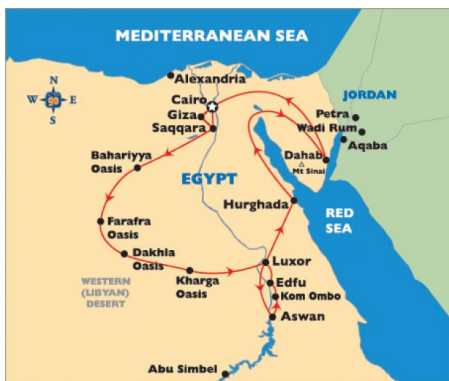 MEDITERRANEAN SEA
N
W
E
S
Alexandria
Cairo
Giza
Saqqara
JORDAN
Petra
Wadi Rum
Aqaba
Dahab
Mt Sinai
Bahariyya
Oasis
EGYPT
Hurghada
RED
SEA
Farafra
Oasis
Dakhla
Oasis
Kharga
Oasis
WESTERN
(LIBYAN)
DESERT
Luxor
Edfu
Kom Ombo
Aswan
Abu Simbel